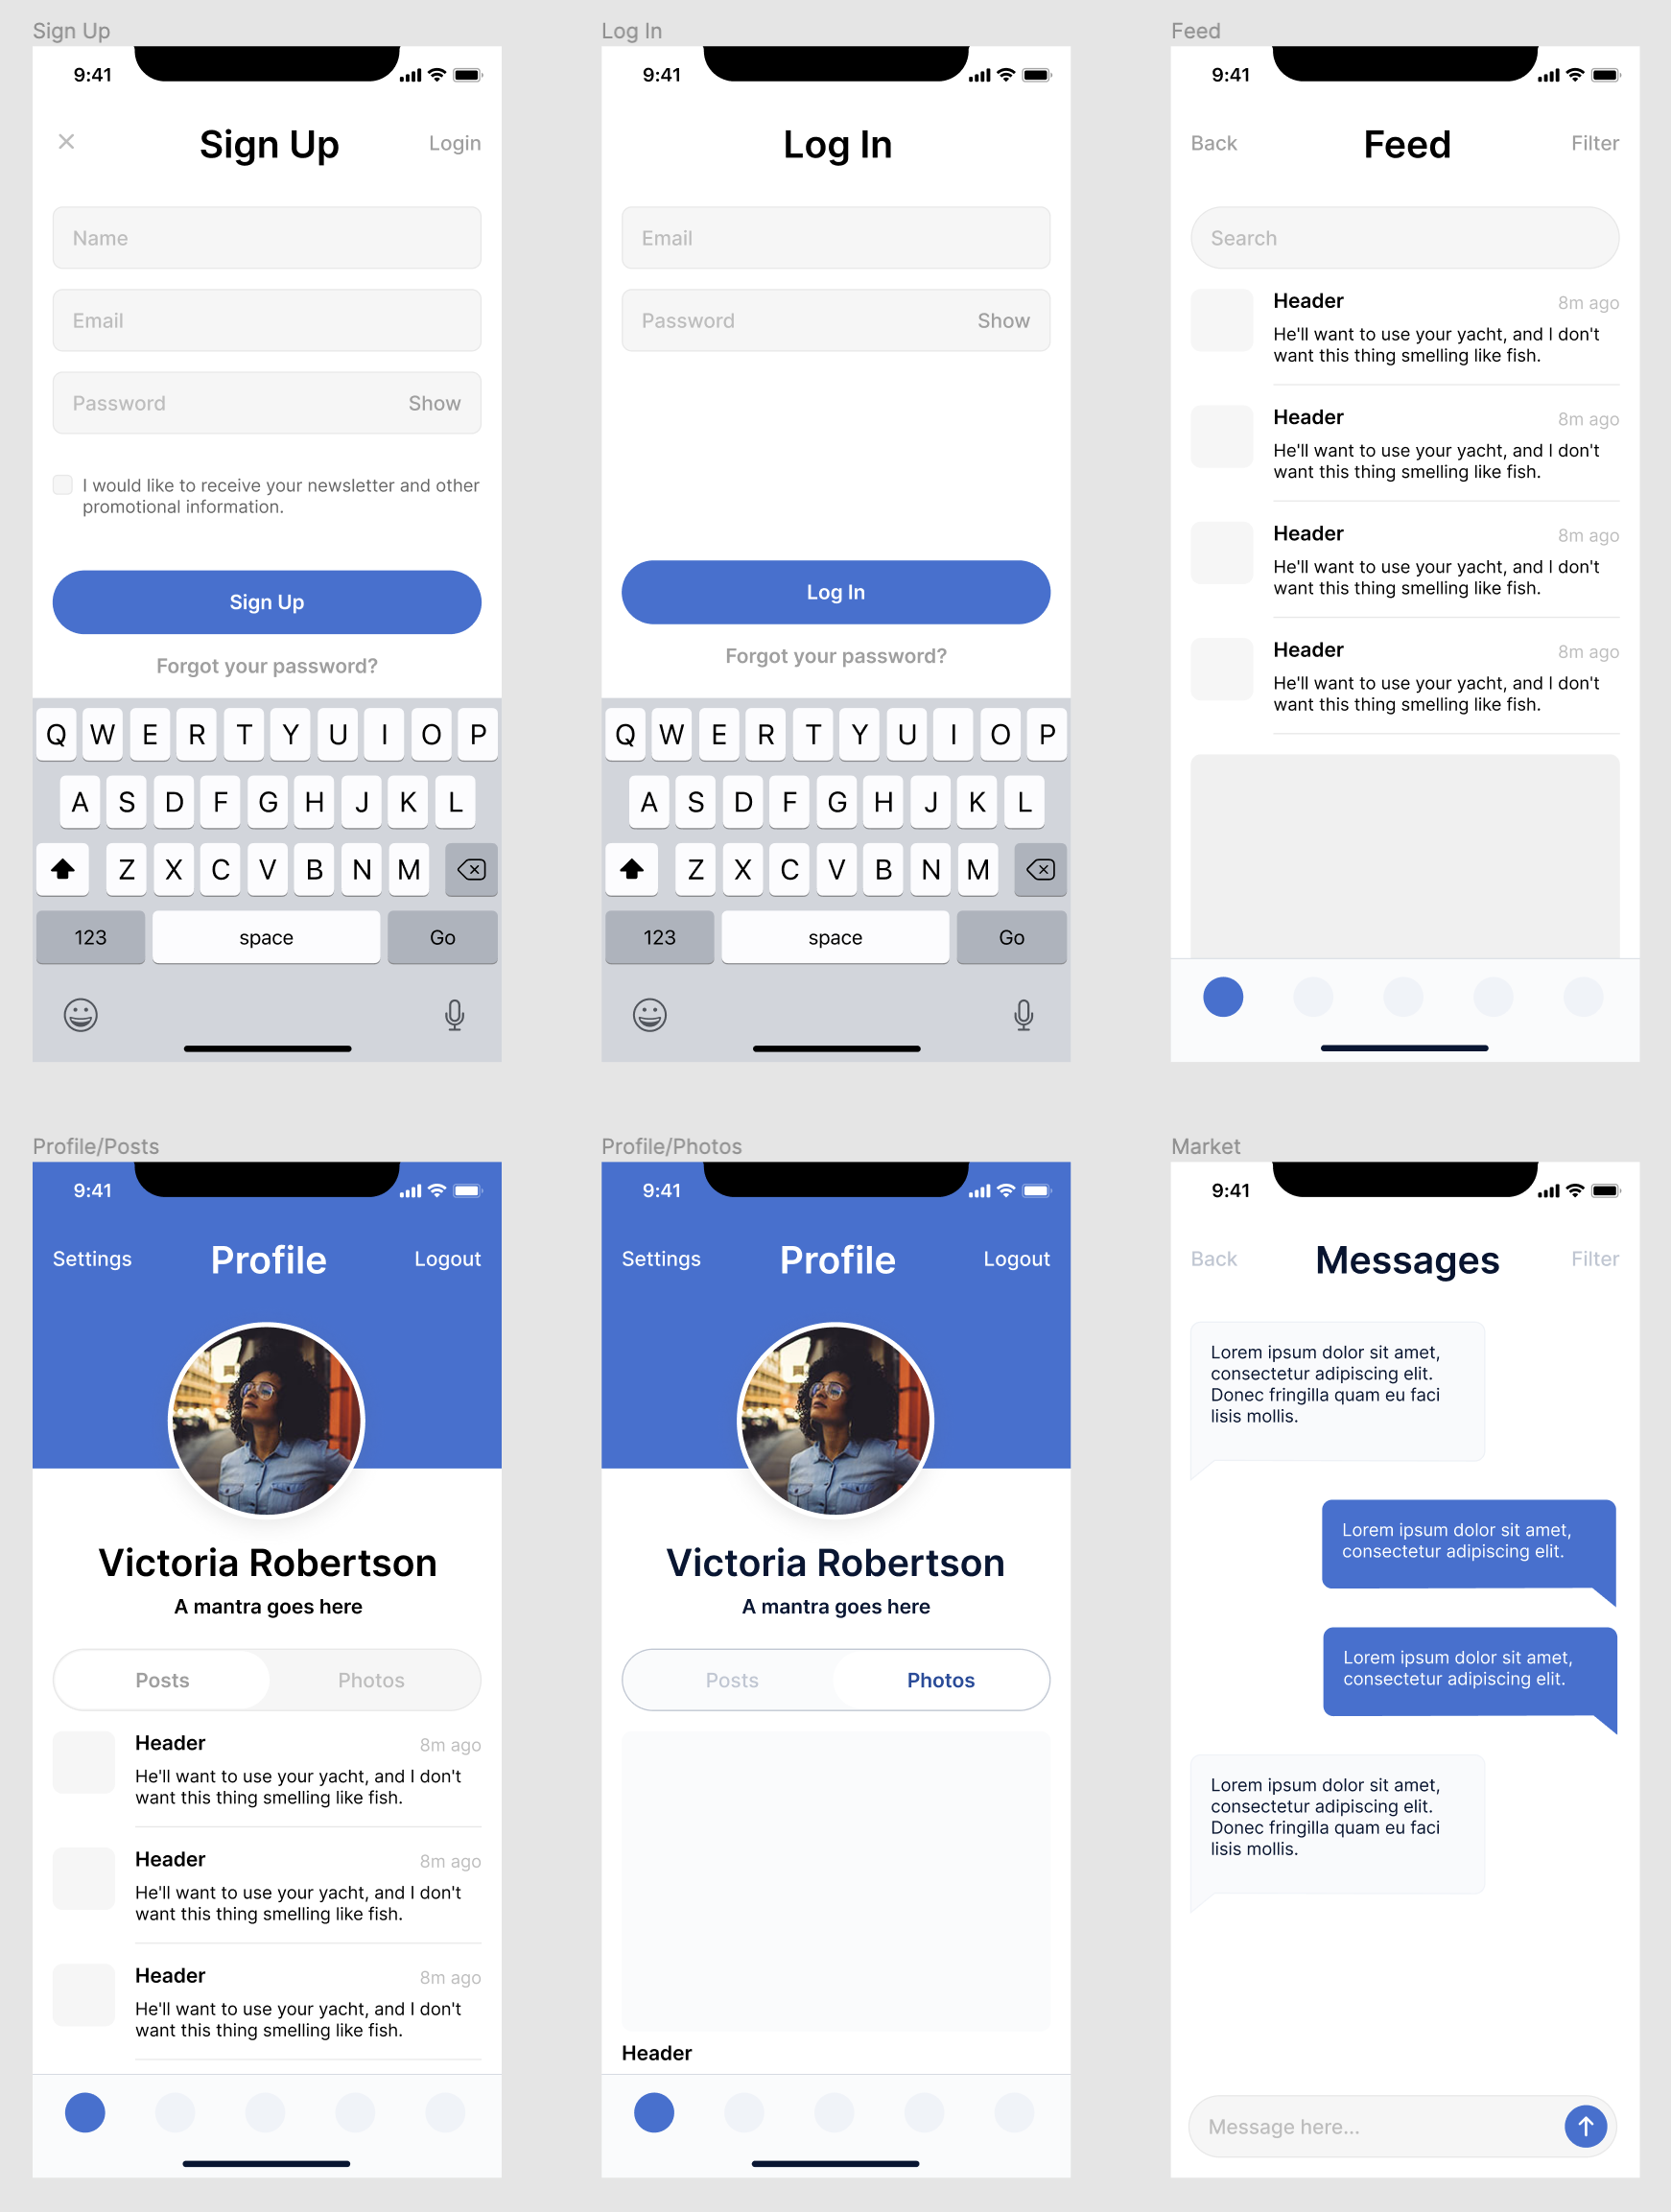 Sign Up
9:41
Sign Up
Login
Name
Email
Password
Show
I would like to receive your newsletter and other
promotional information.
Sign Up
Forgot your password?
Q W E R T Y U I O P
A S D F G H J K L
Z X C V B N M
123 space Go
Log In
9:41
Log In
Email
Password
Show
Log In
Forgot your password?
Q W E R T Y U I O P
A S D F G H J K L
Z X C V B N M
123 space Go
Feed
9:41
Back
Feed
Filter
Search
Header
8m ago
He'll want to use your yacht, and I don't
want this thing smelling like fish.
Header
8m ago
He'll want to use your yacht, and I don't
want this thing smelling like fish.
Header
8m ago
He'll want to use your yacht, and I don't
want this thing smelling like fish.
Header
8m ago
He'll want to use your yacht, and I don't
want this thing smelling like fish.
Profile/Posts
9:41
Settings
Profile
Logout
Victoria Robertson
A mantra goes here
Posts
Photos
Header
8m ago
He'll want to use your yacht, and I don't
want this thing smelling like fish.
Header
8m ago
He'll want to use your yacht, and I don't
want this thing smelling like fish.
Header
8m ago
He'll want to use your yacht, and I don't
want this thing smelling like fish.
Profile/Photos
9:41
Settings
Profile
Logout
Victoria Robertson
A mantra goes here
Posts
Photos
Header
Market
9:41
Back
Messages
Filter
Lorem ipsum dolor sit amet,
consectetur adipiscing elit.
Donec fringilla quam eu faci
lisis mollis.
Lorem ipsum dolor sit amet,
consectetur adipiscing elit.
Lorem ipsum dolor sit amet,
consectetur adipiscing elit.
Lorem ipsum dolor sit amet,
consectetur adipiscing elit.
Donec fringilla quam eu faci
lisis mollis.
Message here...